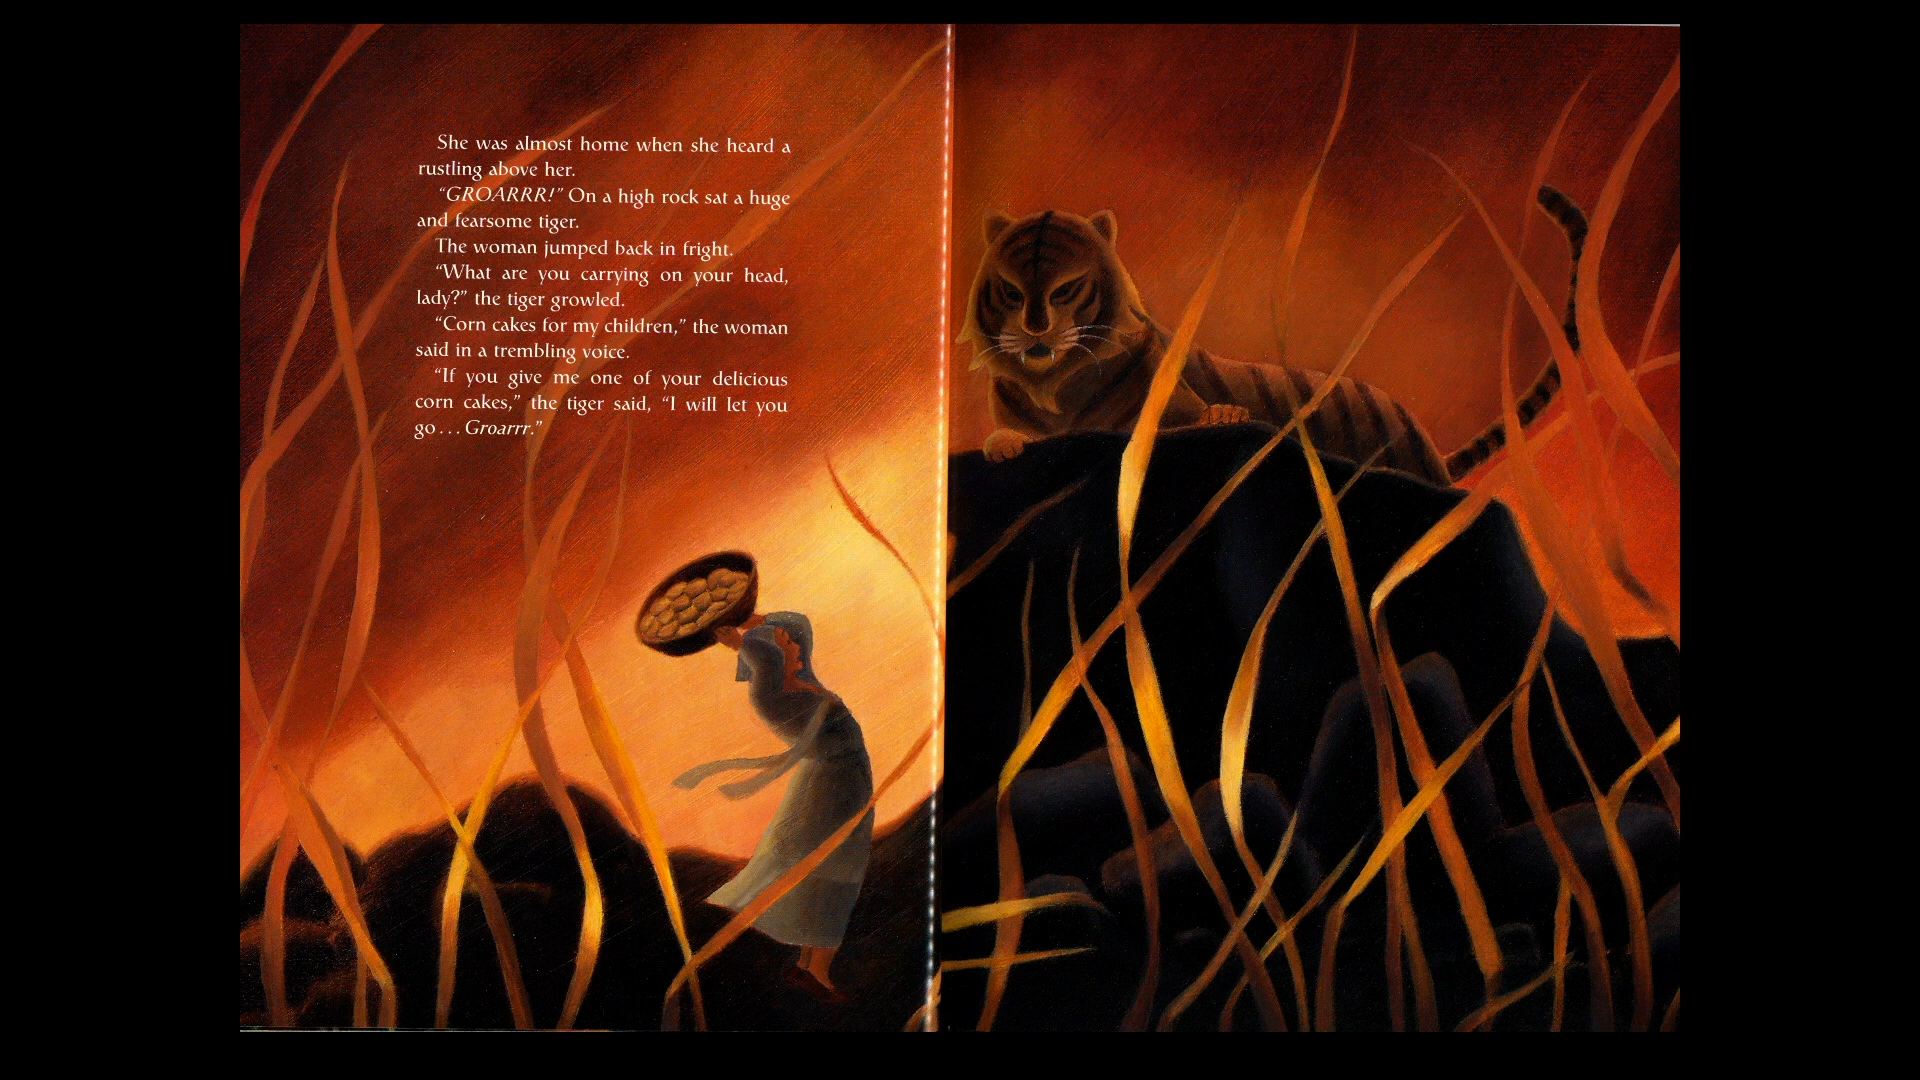 She was almost home when she heard a
rustling above her.
“GROARRR!” On a high rock sat a huge
and fearsome tiger.
The woman jumped back in fright.
“What are you carrying on your head,
lady?” the tiger growled.
“Corn cakes for my children,” the woman
said in a trembling voice.
“If you give me one of your delicious
corn cakes,” the tiger said, “I will let you
go . . . Groarrr.”